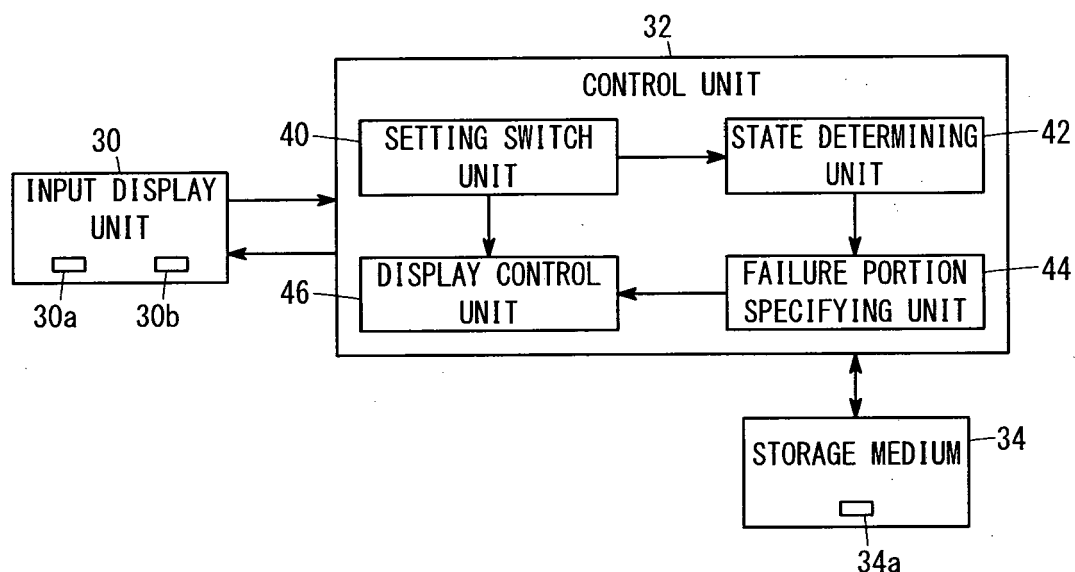 32
CONTROL UNIT
40
SETTING SWITCH
UNIT
STATE DETERMINING
UNIT
42
30
INPUT DISPLAY
UNIT
30a
30b
46
DISPLAY CONTROL
UNIT
FAILURE PORTION
SPECIFYING UNIT
44
STORAGE MEDIUM
34
34a